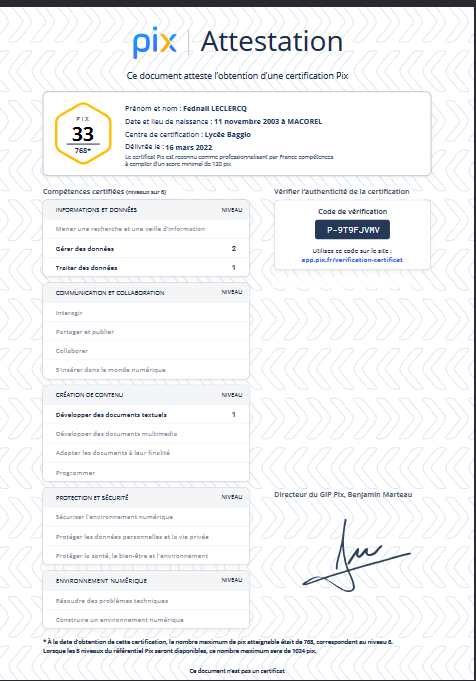 pix Attestation
Ce document atteste l'obtention d'une certification Pix
PIX
33
768*
Prénom et nom : Fednail LECLERCQ
Date et lieu de naissance : 11 novembre 2003 à MACOREL
Centre de certification : Lycée Baggio
Délivrée le : 16 mars 2022
Le certificat Pix est reconnu comme professionnalisant par France compétences
à compter d'un score minimal de 120 pix
Compétences certifiées (niveaux sur 6)
INFORMATIONS ET DONNÉES NIVEAU
Mener une recherche et une veille d'information
Gérer des données 2
Traiter des données 1
COMMUNICATION ET COLLABORATION NIVEAU
Interagir
Partager et publier
Collaborer
S'insérer dans le monde numérique
CRÉATION DE CONTENU NIVEAU
Développer des documents textuels 1
Développer des documents multimedia
Adapter les documents à leur finalité
Programmer
PROTECTION ET SÉCURITÉ NIVEAU
Sécuriser l'environnement numérique
Protéger les données personnelles et la vie privée
Protéger la santé, le bien-être et l'environnement
ENVIRONNEMENT NUMÉRIQUE NIVEAU
Résoudre des problèmes techniques
Construire un environnement numérique
Vérifier l'authenticité de la certification
Code de vérification
P-9T9FJVMV
Utilisez ce code sur le site :
app.pix.fr/verification-certificat
Directeur du GIP Pix, Benjamin Marteau
* À la date d'obtention de cette certification, le nombre maximum de pix atteignable était de 768, correspondant au niveau 6.
Lorsque les 8 niveaux du référentiel Pix seront disponibles, ce nombre maximum sera de 1024 pix.
Ce document n'est pas un certificat